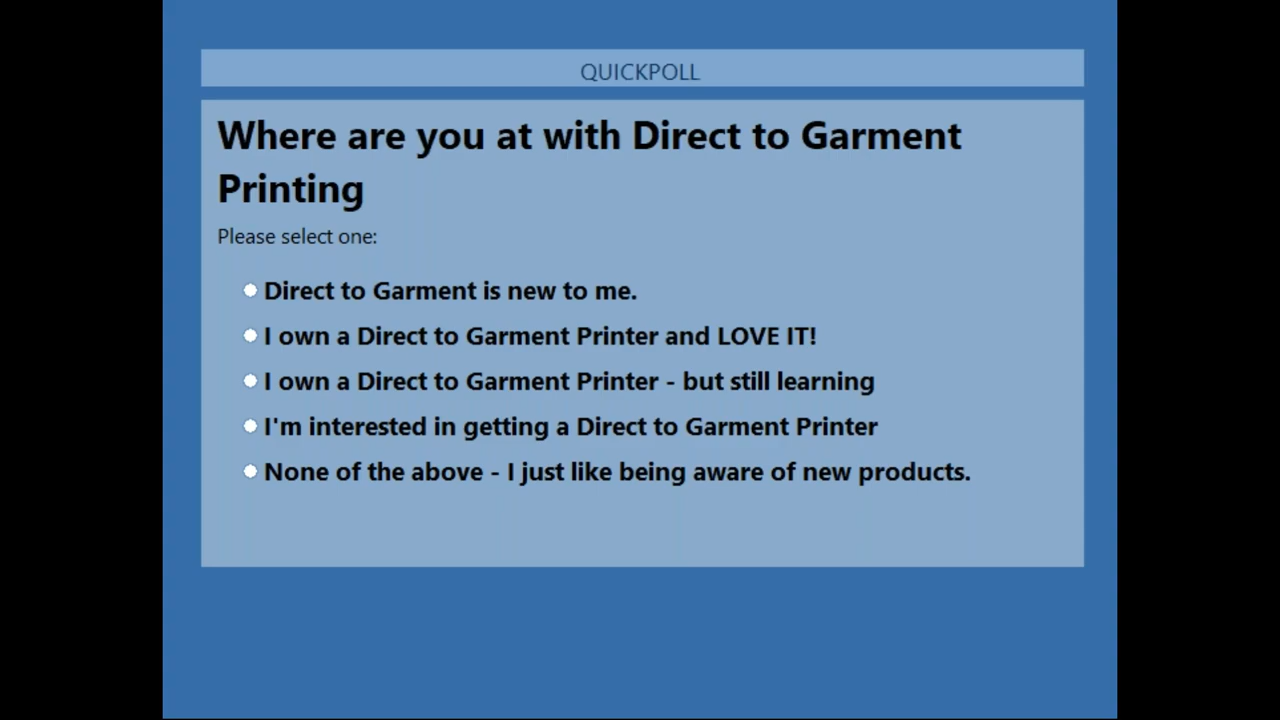 QUICKPOLL
Where are you at with Direct to Garment
Printing
Please select one:
Direct to Garment is new to me.
I own a Direct to Garment Printer and LOVE IT!
I own a Direct to Garment Printer - but still learning
I'm interested in getting a Direct to Garment Printer
None of the above - I just like being aware of new products.